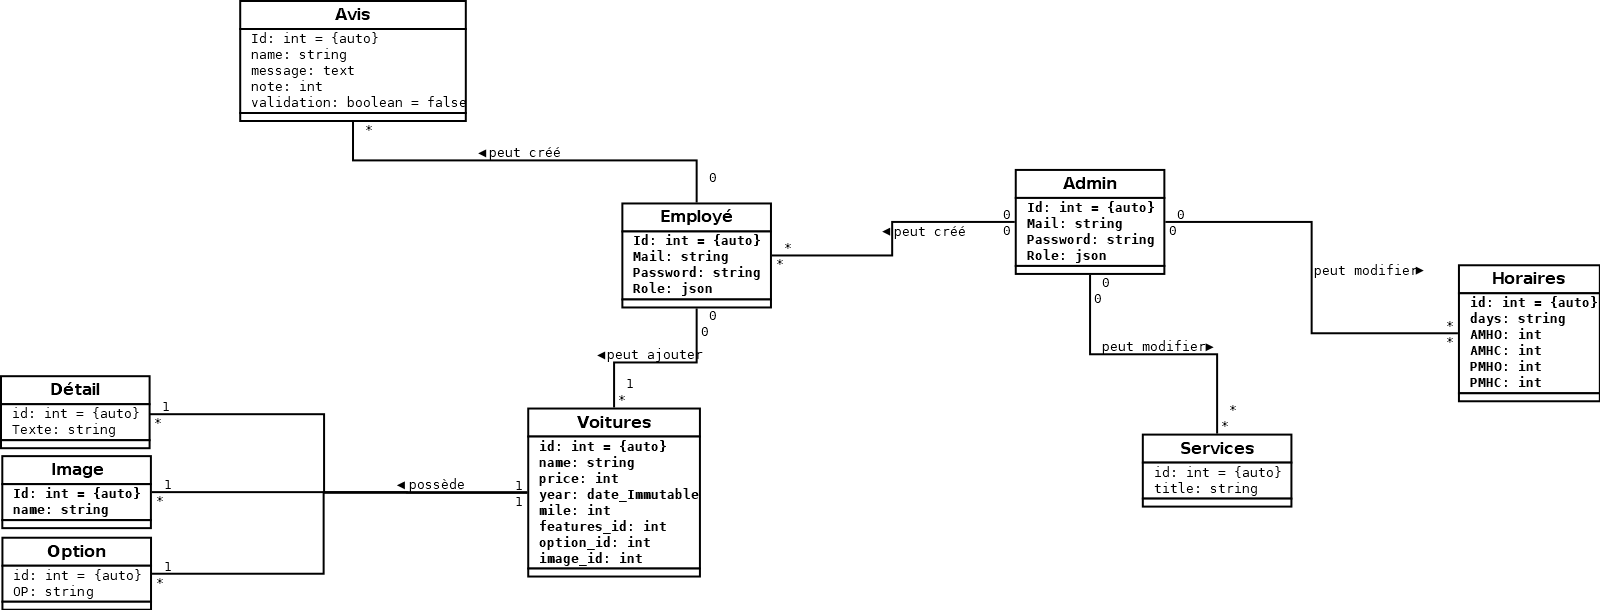 Avis
Id: int = {auto}
name: string
message: text
note: int
validation: boolean = false
*
◄peut créé
0
Employé
Id: int = {auto}
Mail: string
Password: string
Role: json
*
*
◄peut créé
0
0
Admin
Id: int = {auto}
Mail: string
Password: string
Role: json
0
0
peut modifier►
*
*
Horaires
id: int = {auto}
days: string
AMHO: int
AMHC: int
PMHO: int
PMHC: int
0
0
peut modifier►
*
*
Services
id: int = {auto}
title: string
0
0
◄peut ajouter
1
*
Voitures
id: int = {auto}
name: string
price: int
year: date_Immutable
mile: int
features_id: int
option_id: int
image_id: int
1
1
◄possède
Détail
id: int = {auto}
Texte: string
1
*
Image
Id: int = {auto}
name: string
1
*
Option
id: int = {auto}
OP: string
1
*